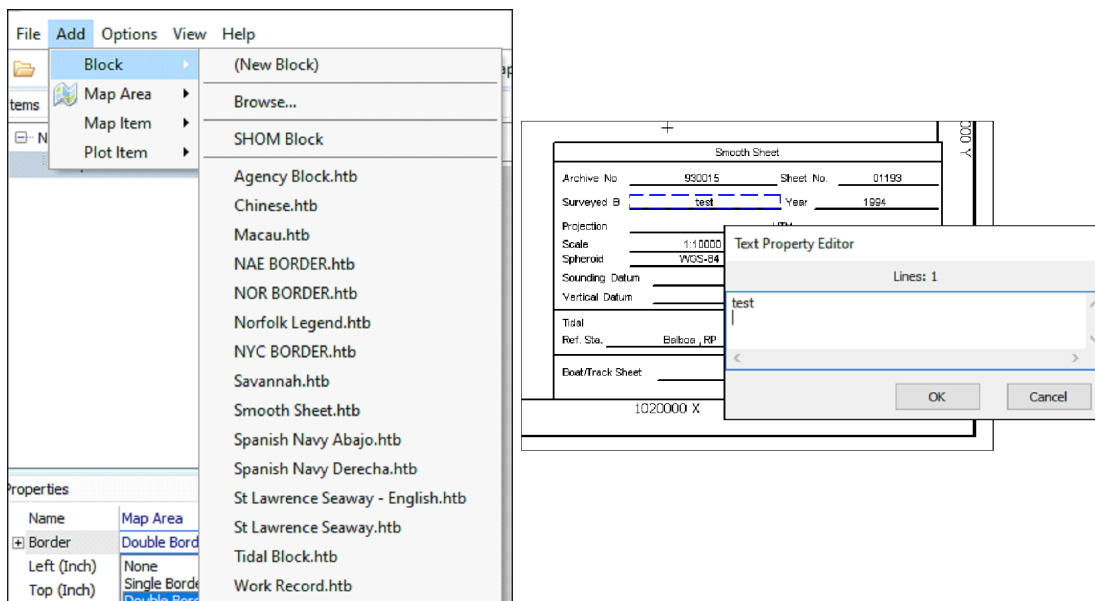 File Add Options View Help
Block
Map Area
Map Item
Plot Item
tems
(New Block)
Browse...
SHOM Block
Agency Block.htb
Chinese.htb
Macau.htb
NAE BORDER.htb
NOR BORDER.htb
Norfolk Legend.htb
NYC BORDER.htb
Savannah.htb
Smooth Sheet.htb
Spanish Navy Abajo.htb
Spanish Navy Derecha.htb
St Lawrence Seaway - English.htb
St Lawrence Seaway.htb
Tidal Block.htb
Work Record.htb
Properties
Name Map Area
Border Double Bord
Left (Inch) None
Top (Inch) Single Borde
Double Bord
000 Y
Smooth Sheet
Archive No 930015 Sheet No. 01193
Surveyed B test Year 1994
Projection
Scale 1:10000
Spheroid WGS-84
Sounding Datum
Vertical Datum
Tidal
Ref. Sta. Balboa , RP
Boat/Track Sheet
1020000 X
Text Property Editor
Lines: 1
test
OK Cancel